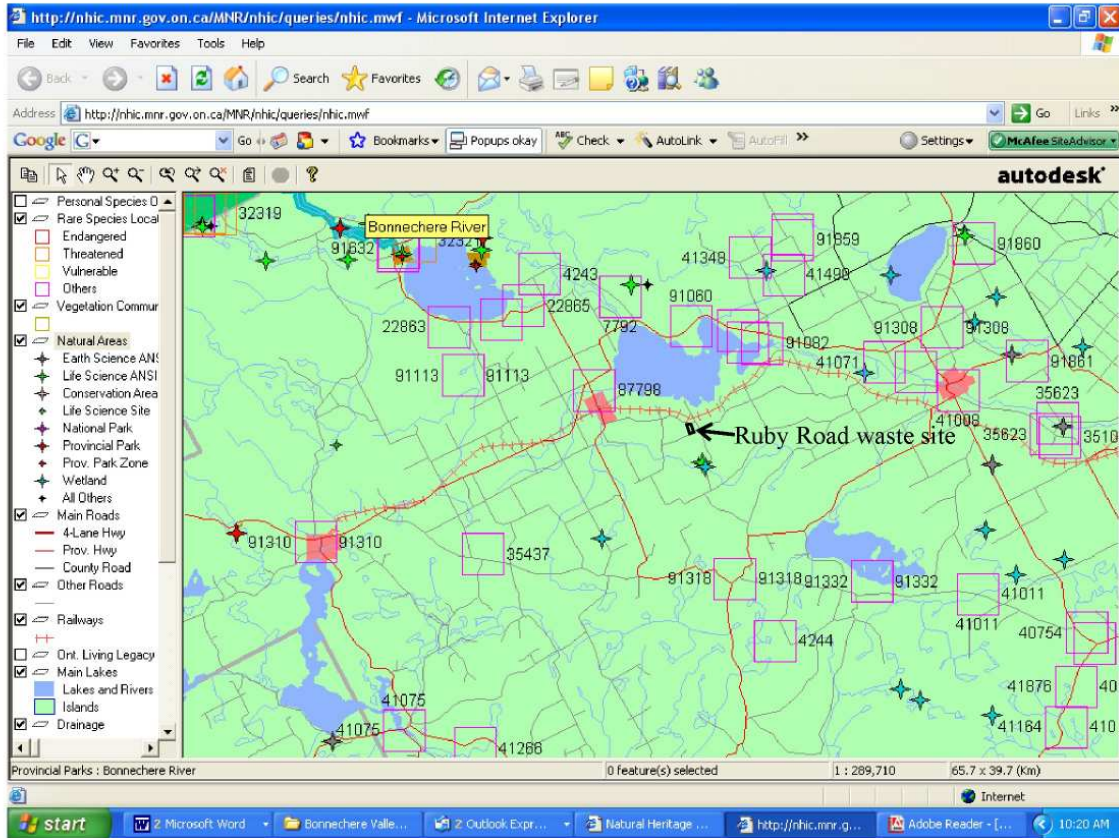 http://nhic.mnr.gov.on.ca/MNR/nhic/queries/nhic.mwf - Microsoft Internet Explorer
File Edit View Favorites Tools Help
Back Search Favorites
Address http://nhic.mnr.gov.on.ca/MNR/nhic/queries/nhic.mwf Go Links »
Google G Go Bookmarks Popups okay ABC Check AutoLink AutoFill » Settings McAfee SiteAdvisor
autodesk
Personal Species O
Rare Species Local
Endangered
Threatened
Vulnerable
Others
Vegetation Commur
Natural Areas
Earth Science ANS
Life Science ANSI
Conservation Area
Life Science Site
National Park
Provincial Park
Prov. Park Zone
Wetland
All Others
Main Roads
4-Lane Hwy
Prov. Hwy
County Road
Other Roads
Railways
Ont. Living Legacy
Main Lakes
Lakes and Rivers
Islands
Drainage
32319
Bonnechere River
91632
91859
91860
41348
41490
4243
22865
22863
7792
91060
91308 91308
91082
41071
91861
91113 91113
87798
41008
35623
35623
3510
Ruby Road waste site
91310 91310
35437
91318 91318 91332 91332
41011
41011
4244
40754
41876
40
41164
410
41075
41075
41266
Provincial Parks : Bonnechere River 0 feature(s) selected 1 : 289,710 65.7 x 39.7 (Km)
Internet
start 2 Microsoft Word Bonnechere Valle... 2 Outlook Expr... Natural Heritage ... http://nhic.mnr.g... Adobe Reader - [... 10:20 AM